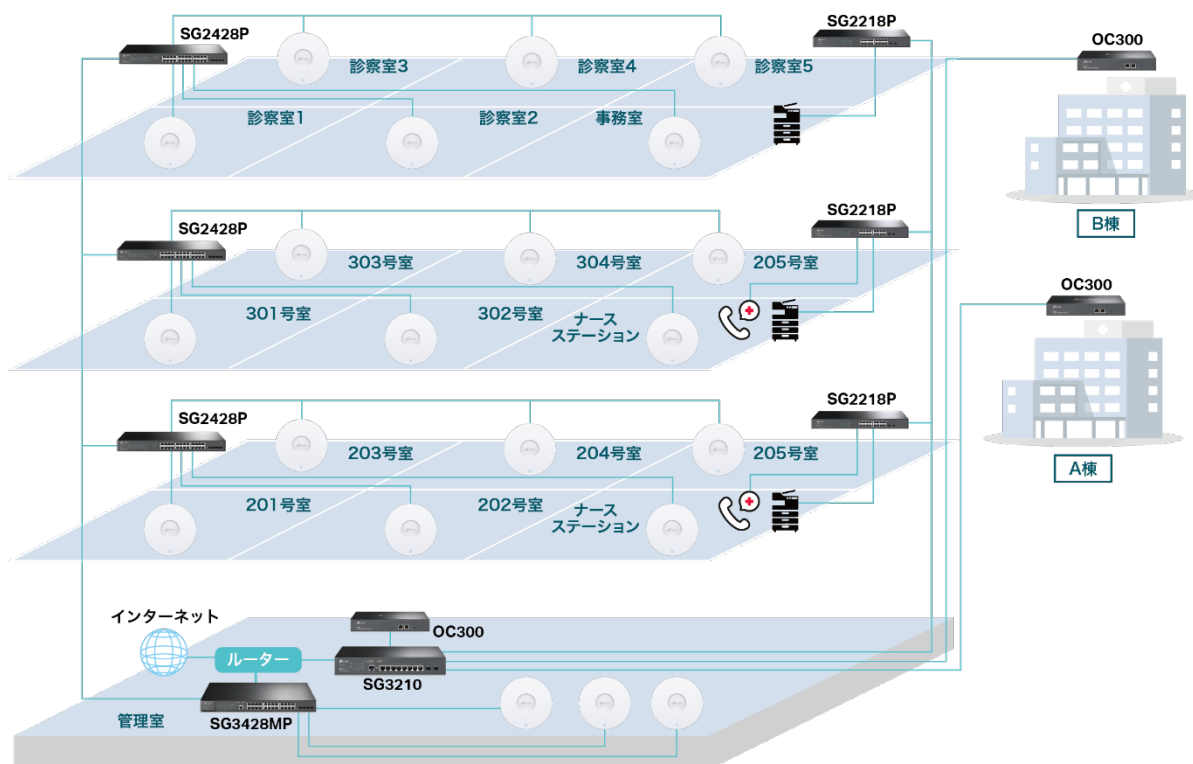 SG2428P
SG2218P
OC300
診察室3
診察室4
診察室5
診察室1
診察室2
事務室
B棟
SG2428P
SG2218P
303号室
304号室
205号室
OC300
301号室
302号室
ナース
ステーション
SG2428P
SG2218P
203号室
204号室
205号室
A棟
201号室
202号室
ナース
ステーション
インターネット
OC300
ルーター
SG3210
管理室
SG3428MP